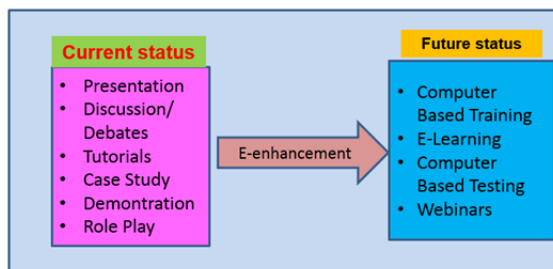 Current status
• Presentation
• Discussion/
Debates
• Tutorials
• Case Study
• Demontration
• Role Play
E-enhancement
Future status
• Computer
Based Training
• E-Learning
• Computer
Based Testing
• Webinars